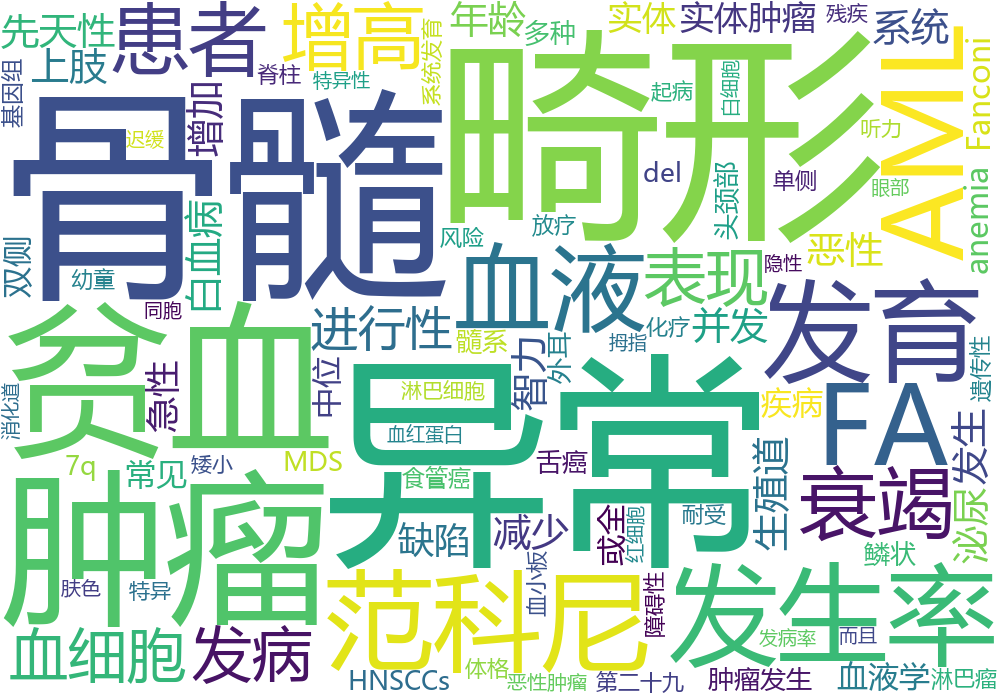 先天性
患者
增高
年龄
多种
实体
实体肿瘤
残疾
系统
基因组
上肢
脊柱
特异性
系统发育
迟缓
增加
骨髓
畸形
起病
白细胞
听力
AML
Fanconi
anemia
del
单侧
眼部
头颈部
放疗
风险
双侧
幼童
白血病
同胞
血液
表现
隐性
恶性
发育
贫血
进行性
髓系
外耳
化疗
拇指
并发
遗传性
消化道
急性
中位
智力
淋巴细胞
血红蛋白
异常
疾病
FA
发生
7q
常见
矮小
MDS
食管癌
舌癌
生殖道
衰竭
泌尿
肿瘤
缺陷
减少
或全
红细胞
耐受
鳞状
血小板
障碍性
范科尼
发生率
肤色
特异
血细胞
发病
HNSCCs
体格
恶性肿瘤
第二十九
肿瘤发生
发病率
而且
血液学
淋巴瘤